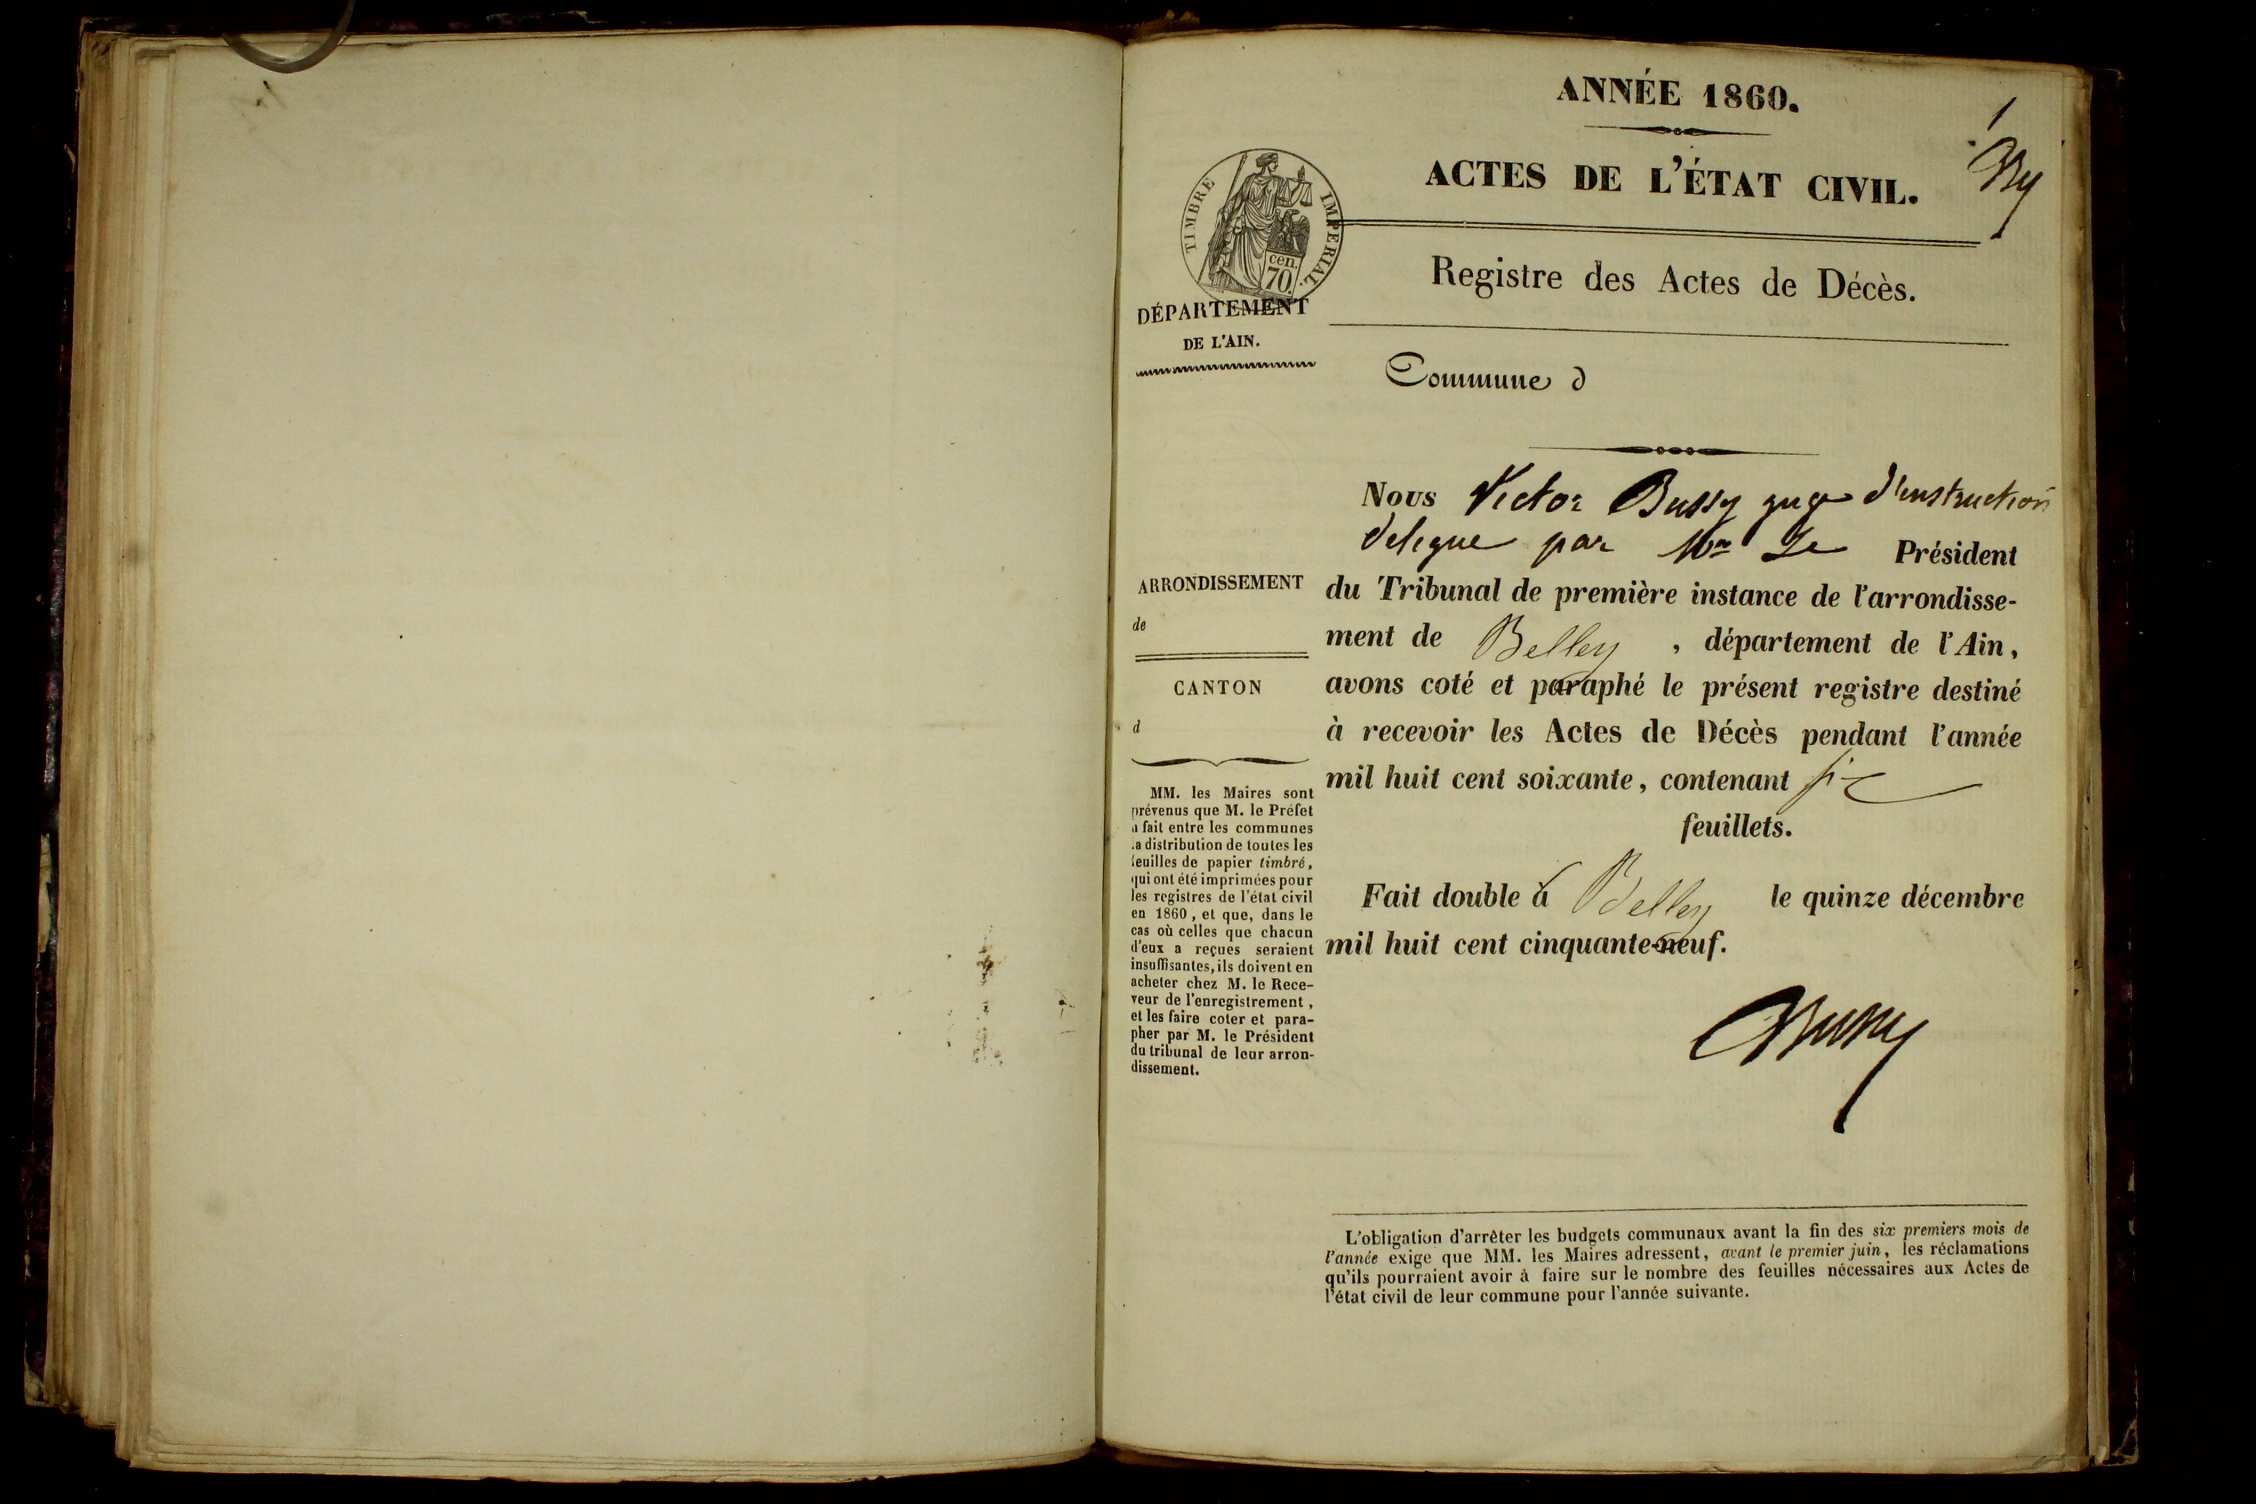 ANNÉE 1860.
1
By
ACTES DE L'ÉTAT CIVIL.
TIMBRE IMPERIAL.
cen.
70.
Registre des Actes de Décès.
DÉPARTEMENT
DE L'AIN.
Commune d
Nous Victor Bussy juge d'instruction
délégué par Mr Le Président
du Tribunal de première instance de l'arrondisse-
ment de Belley , département de l'Ain,
avons coté et paraphé le présent registre destiné
à recevoir les Actes de Décès pendant l'année
mil huit cent soixante, contenant six
feuillets.
Fait double à Belley le quinze décembre
mil huit cent cinquante-neuf.
Bussy
ARRONDISSEMENT
de
CANTON
d
MM. les Maires sont
prévenus que M. le Préfet
a fait entre les communes
la distribution de toutes les
feuilles de papier timbré,
qui ont été imprimées pour
les registres de l'état civil
en 1860, et que, dans le
cas où celles que chacun
d'eux a reçues seraient
insuffisantes, ils doivent en
acheter chez M. le Rece-
veur de l'enregistrement,
et les faire coter et para-
pher par M. le Président
du tribunal de leur arron-
dissement.
L'obligation d'arrêter les budgets communaux avant la fin des six premiers mois de
l'année exige que MM. les Maires adressent, avant le premier juin, les réclamations
qu'ils pourraient avoir à faire sur le nombre des feuilles nécessaires aux Actes de
l'état civil de leur commune pour l'année suivante.